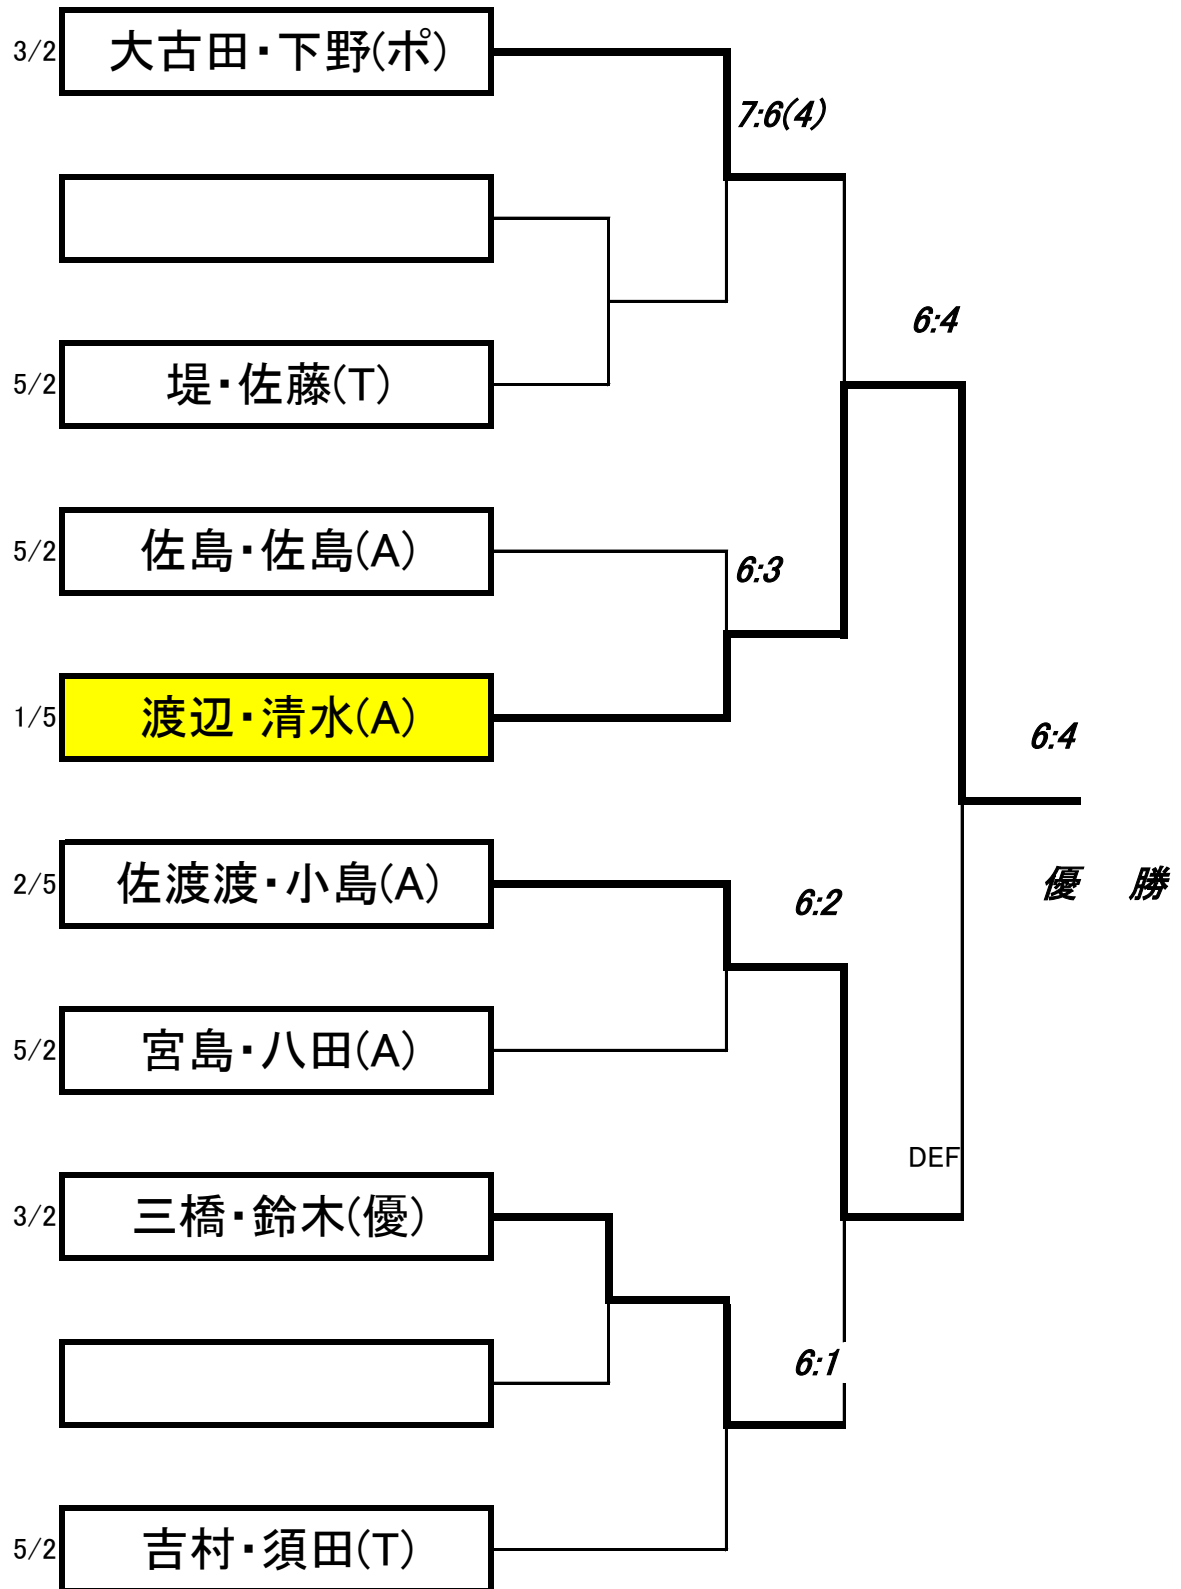 3/2 大古田・下野(ポ)
7:6(4)
6:4
5/2 堤・佐藤(T)
5/2 佐島・佐島(A)
6:3
1/5 渡辺・清水(A)
6:4
2/5 佐渡渡・小島(A)
6:2
優 勝
5/2 宮島・八田(A)
DEF
3/2 三橋・鈴木(優)
6:1
5/2 吉村・須田(T)